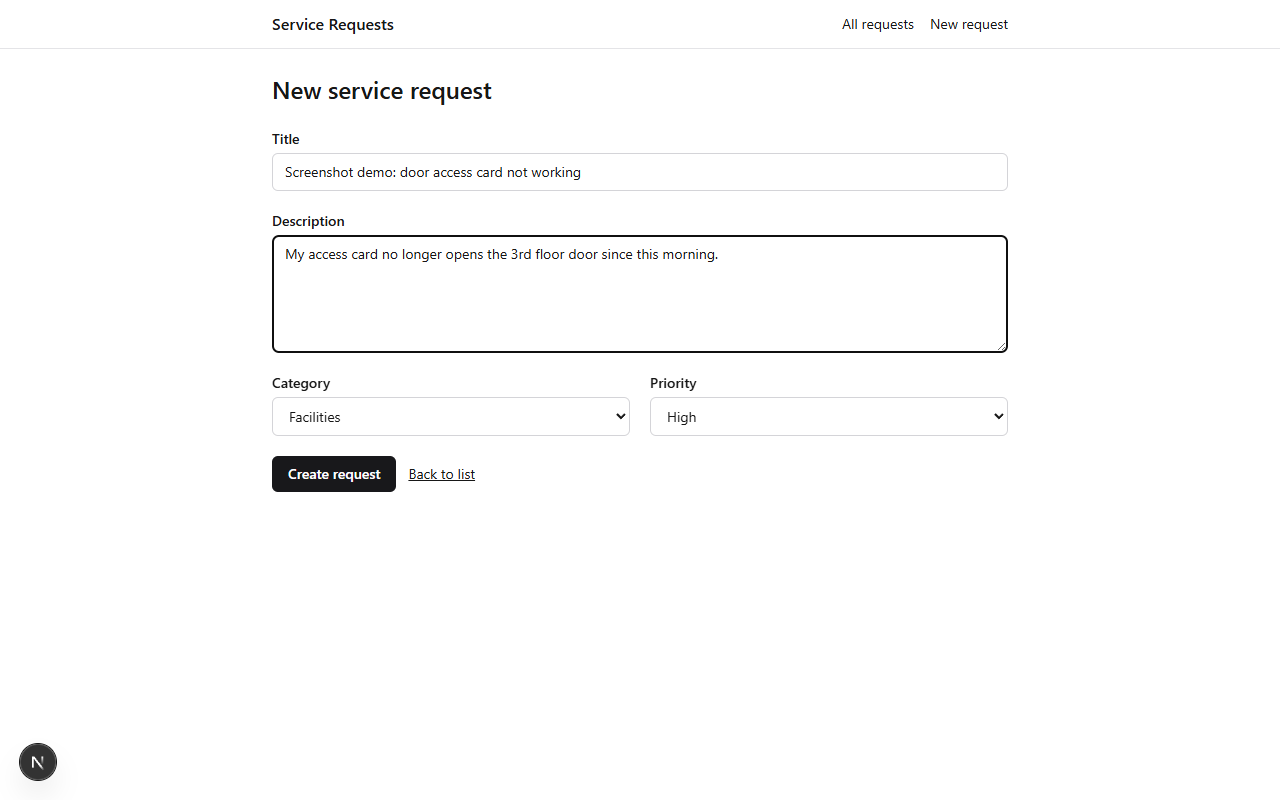 Service Requests
All requests
New request
New service request
Title
Screenshot demo: door access card not working
Description
My access card no longer opens the 3rd floor door since this morning.
Category
Priority
Facilities
High
Create request
Back to list
N